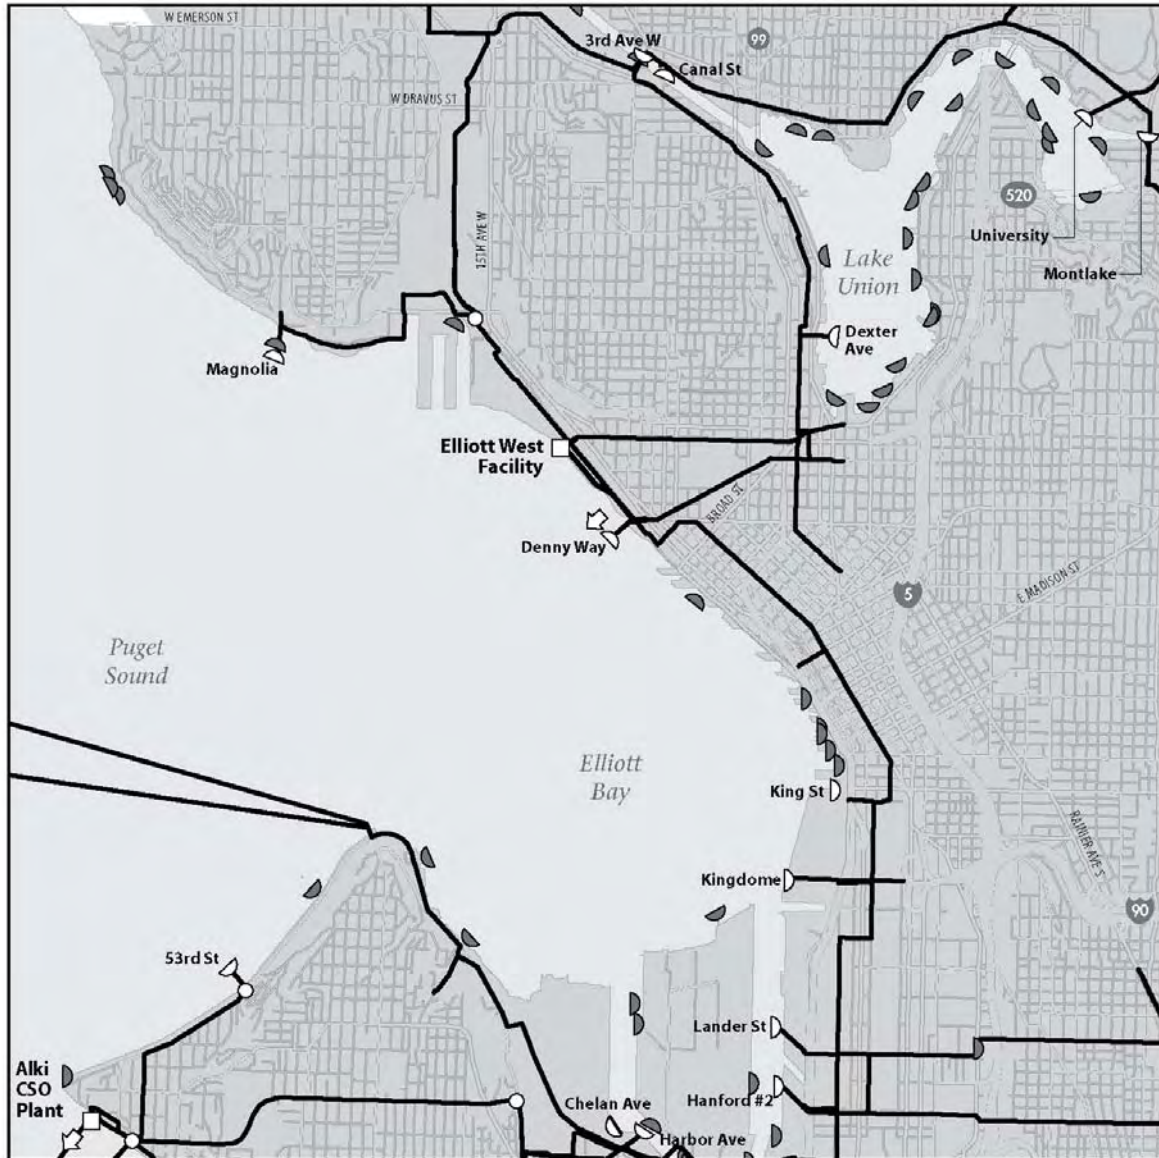 W EMERSON ST
3rd Ave W
99
Canal St
W DRAVUS ST
520
15TH AVE W
University
Montlake
Lake
Union
Dexter
Ave
Magnolia
Elliott West
Facility
BROAD ST
Denny Way
E MADISON ST
5
Puget
Sound
Elliott
Bay
King St
RAINIER AVE S
Kingdome
90
53rd St
Lander St
Alki
CSO
Plant
Chelan Ave
Hanford #2
Harbor Ave